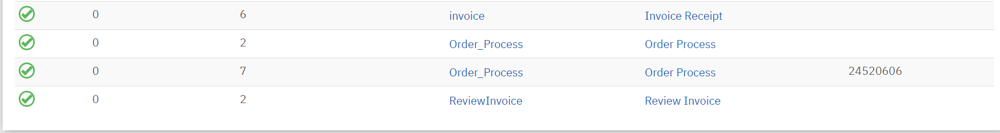 0 6 invoice Invoice Receipt
0 2 Order_Process Order Process
0 7 Order_Process Order Process 24520606
0 2 ReviewInvoice Review Invoice